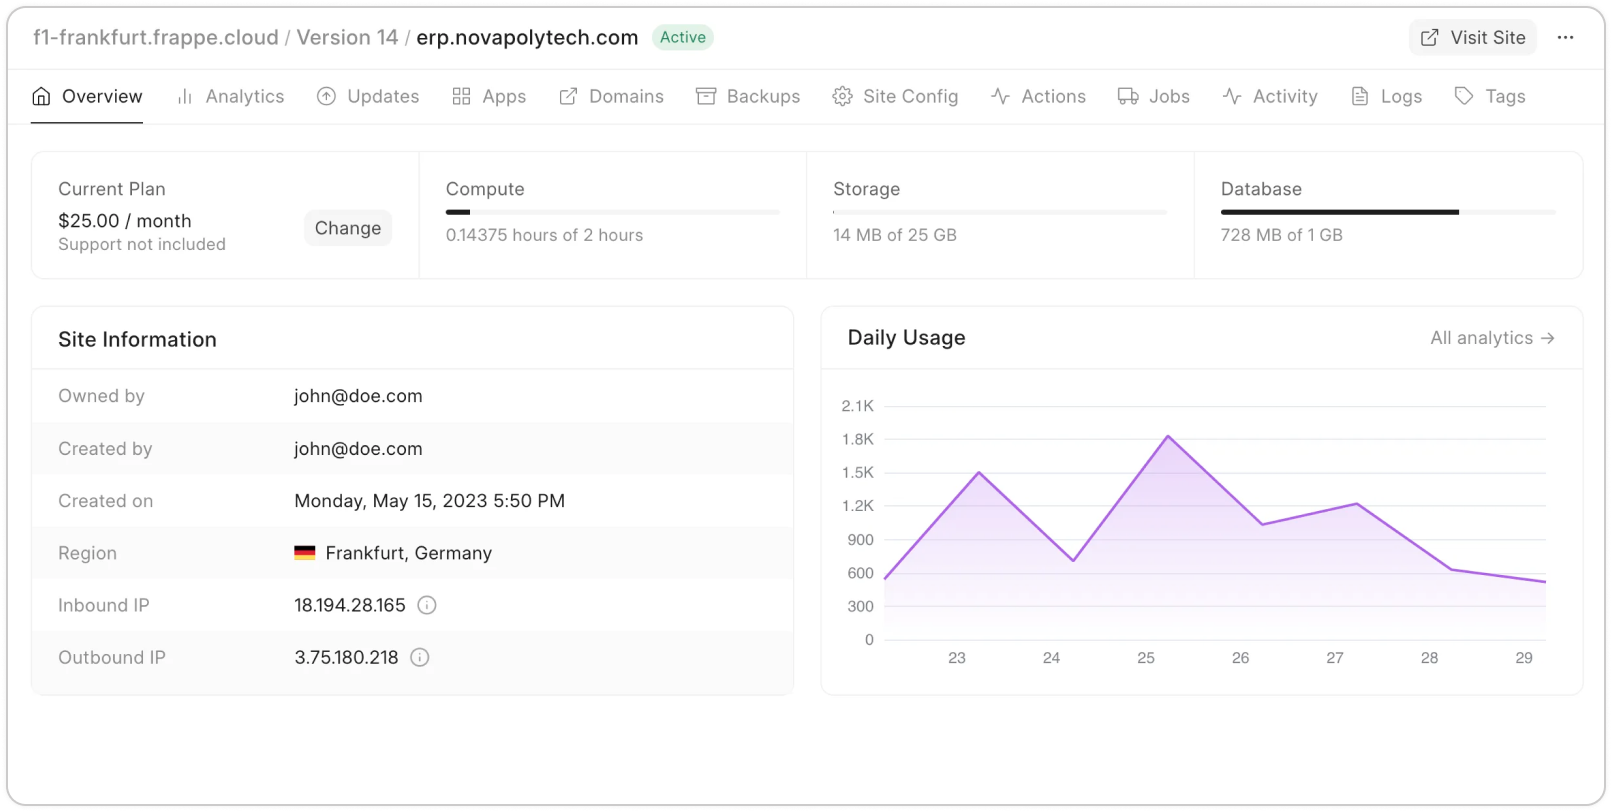 f1-frankfurt.frappe.cloud / Version 14 / erp.novapolytech.com Active Visit Site ...
Overview Analytics Updates Apps Domains Backups Site Config Actions Jobs Activity Logs Tags
Current Plan
$25.00 / month
Support not included
Change
Compute
0.14375 hours of 2 hours
Storage
14 MB of 25 GB
Database
728 MB of 1 GB
Site Information
Owned by john@doe.com
Created by john@doe.com
Created on Monday, May 15, 2023 5:50 PM
Region Frankfurt, Germany
Inbound IP 18.194.28.165
Outbound IP 3.75.180.218
Daily Usage All analytics →
2.1K
1.8K
1.5K
1.2K
900
600
300
0
23 24 25 26 27 28 29